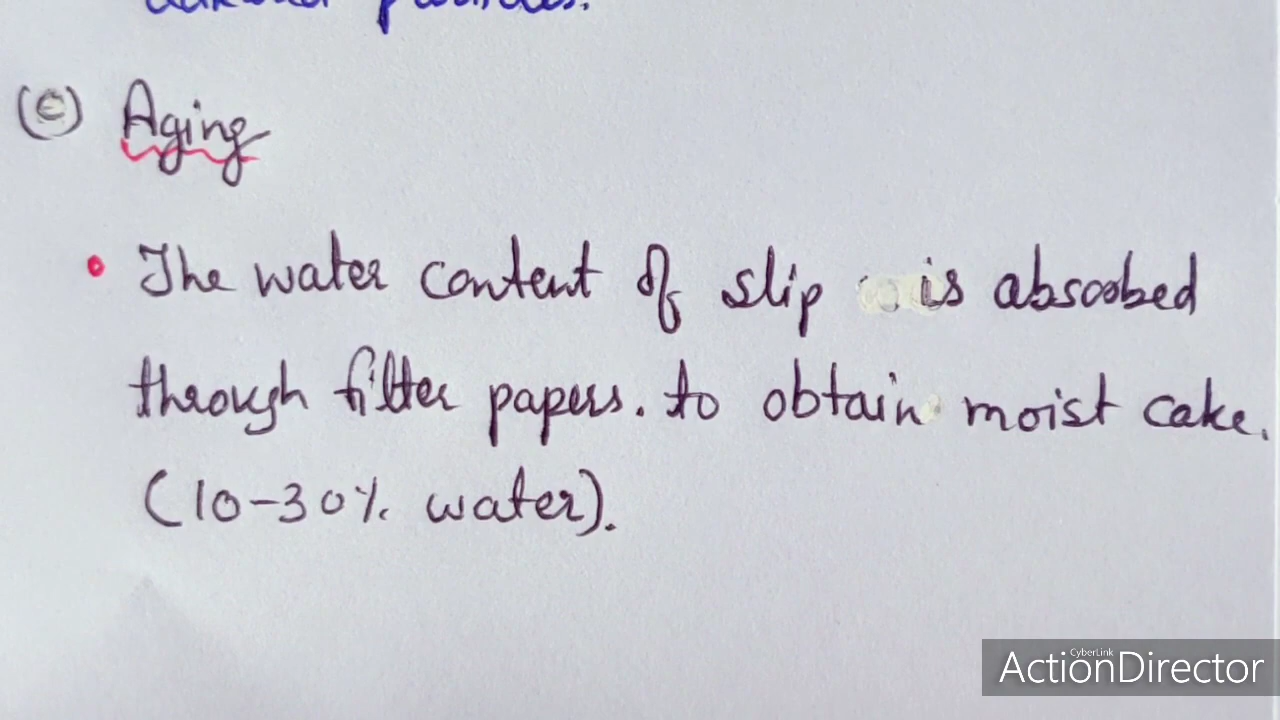 (C) Aging
• The water content of slip is absorbed
through filter papers. to obtain moist cake.
(10-30% water).
CyberLink
ActionDirector